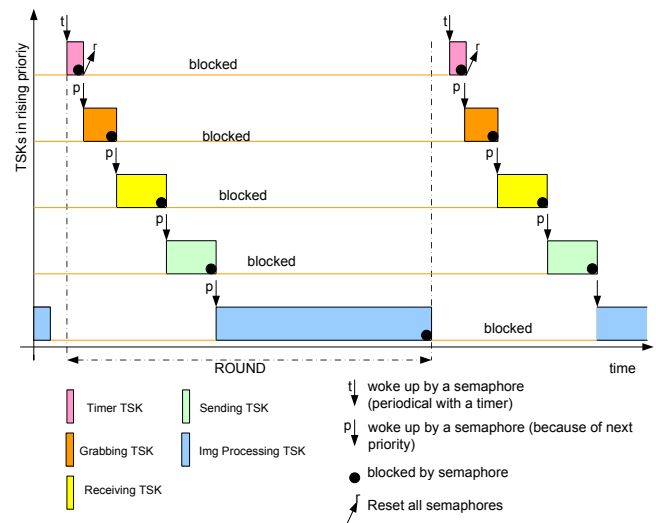 t
t
r
r
TSKs in rising prioriy
blocked
p
p
blocked
p
p
blocked
p
p
blocked
p
blocked
ROUND
time
Timer TSK
Sending TSK
Grabbing TSK
Img Processing TSK
Receiving TSK
t
woke up by a semaphore
(periodical with a timer)
p
woke up by a semaphore (because of next
priority)
blocked by semaphore
r
Reset all semaphores